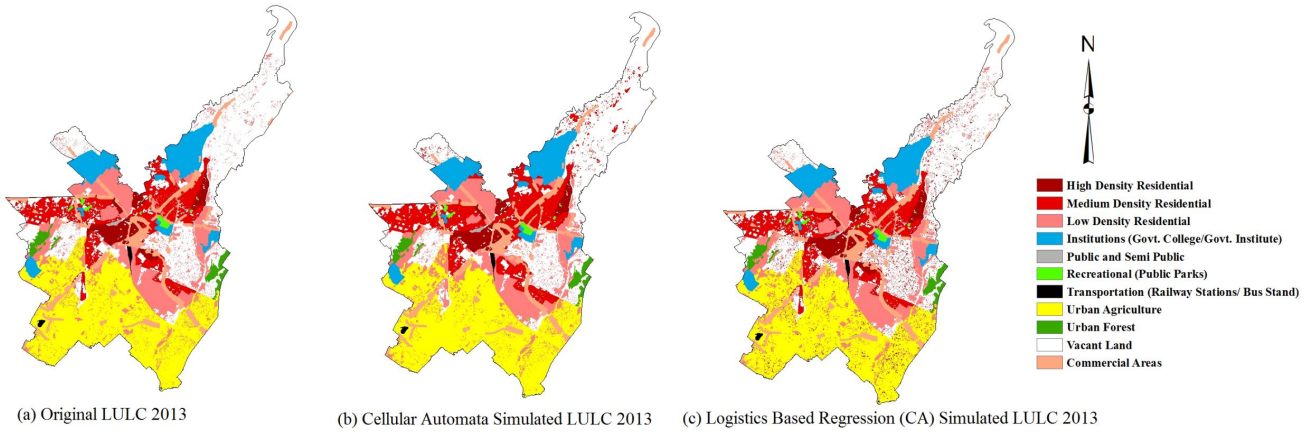 N
High Density Residential
Medium Density Residential
Low Density Residential
Institutions (Govt. College/Govt. Institute)
Public and Semi Public
Recreational (Public Parks)
Transportation (Railway Stations/ Bus Stand)
Urban Agriculture
Urban Forest
Vacant Land
Commercial Areas
(a) Original LULC 2013
(b) Cellular Automata Simulated LULC 2013
(c) Logistics Based Regression (CA) Simulated LULC 2013